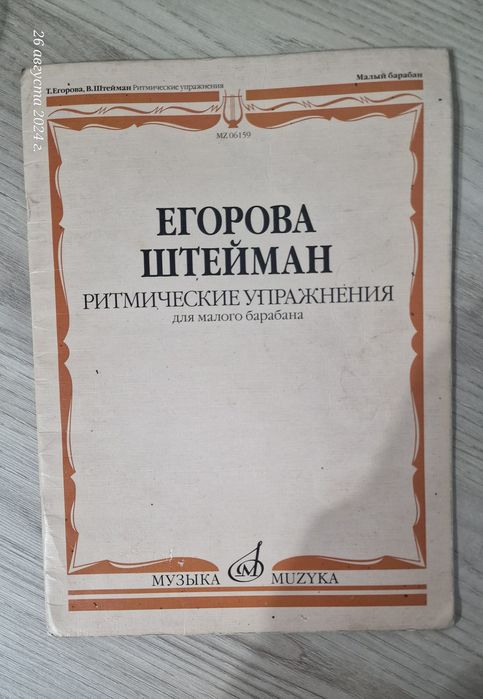 26 августа 2024 г.
Т. Егорова, В. Штейман Ритмические упражнения
Малый барабан
MZ 06159
ЕГОРОВА
ШТЕЙМАН
РИТМИЧЕСКИЕ УПРАЖНЕНИЯ
для малого барабана
МУЗЫКА MUZYKA